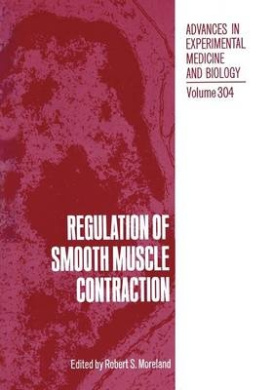 ADVANCES IN
EXPERIMENTAL
MEDICINE
AND BIOLOGY
Volume 304
REGULATION OF
SMOOTH MUSCLE
CONTRACTION
Edited by Robert S. Moreland